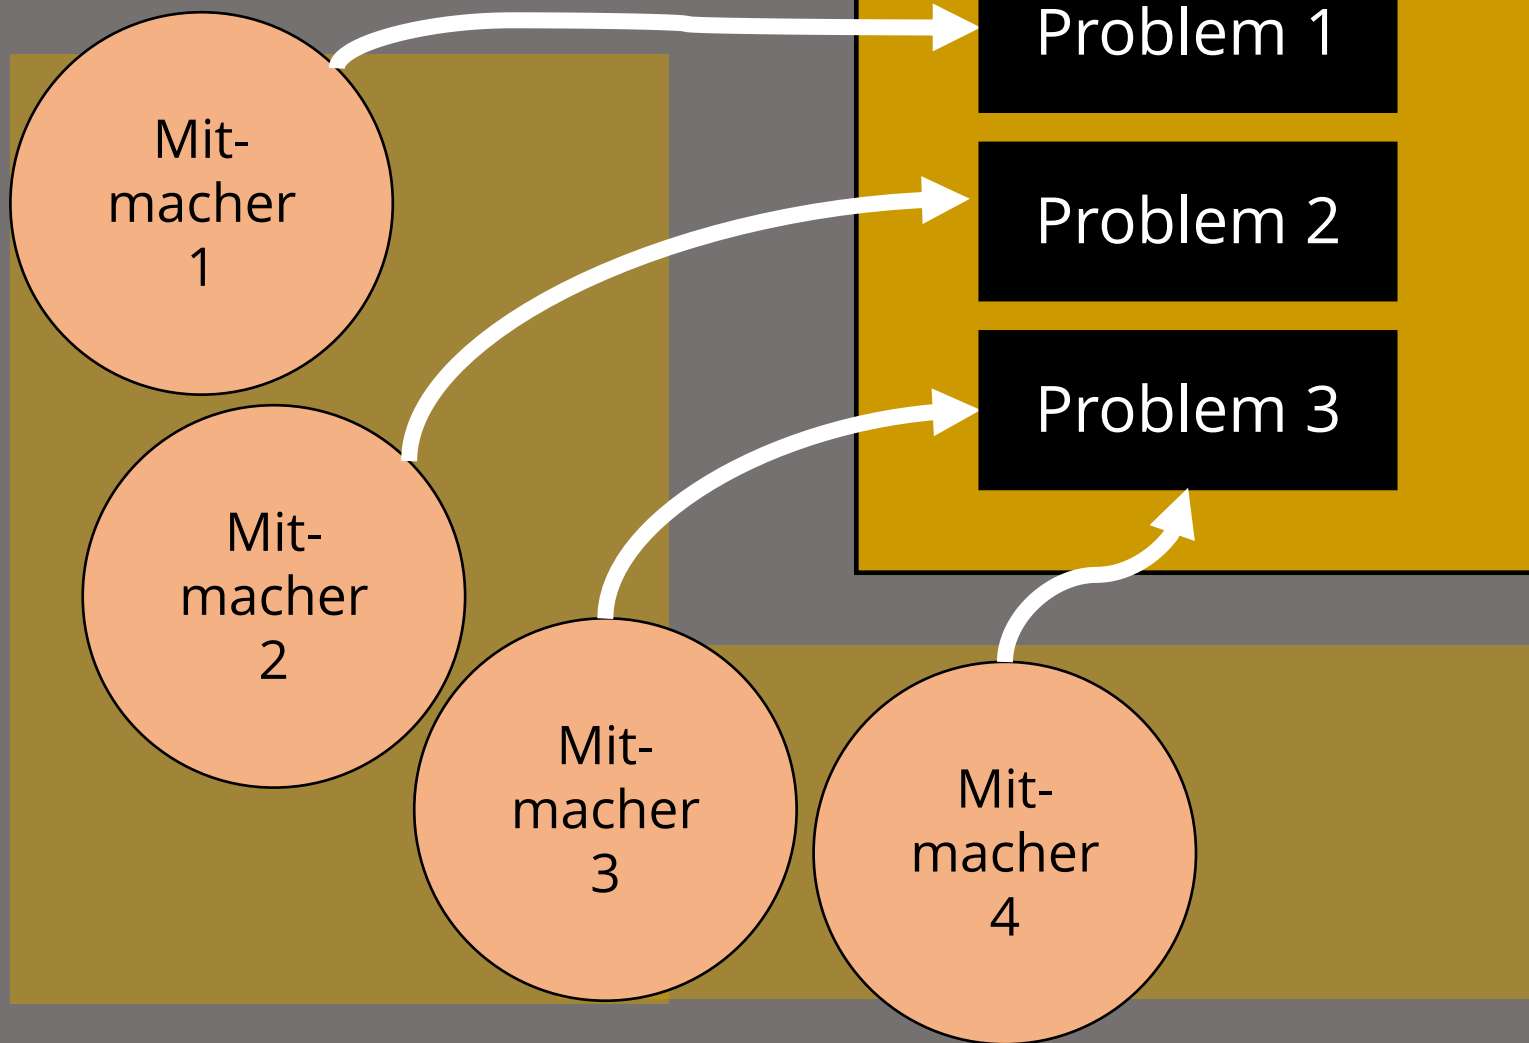 Problem 1
Mit-
macher
1
Problem 2
Problem 3
Mit-
macher
2
Mit-
macher
3
Mit-
macher
4